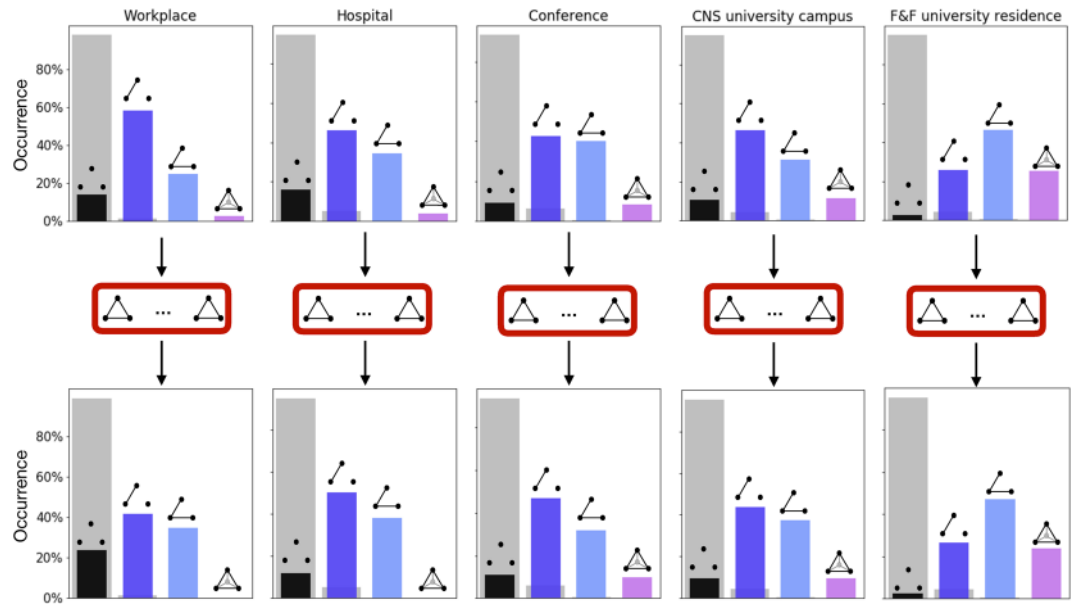 Workplace
Hospital
Conference
CNS university campus
F&F university residence
Occurrence
80%
60%
40%
20%
0%
...
...
...
...
...
Occurrence
80%
60%
40%
20%
0%